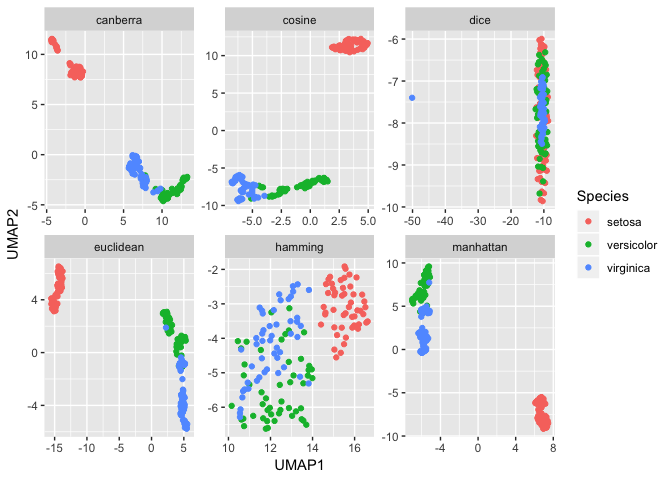 canberra
cosine
dice
10
5
0
-5
-5 0 5 10
10
5
0
-5
-10
-5.0 -2.5 0.0 2.5 5.0
-6
-7
-8
-9
-10
-50 -40 -30 -20 -10
UMAP2
Species
setosa
versicolor
virginica
euclidean
hamming
manhattan
4
0
-4
-15 -10 -5 0 5
-2
-3
-4
-5
-6
10 12 14 16
10
5
0
-5
-10
-4 0 4 8
UMAP1